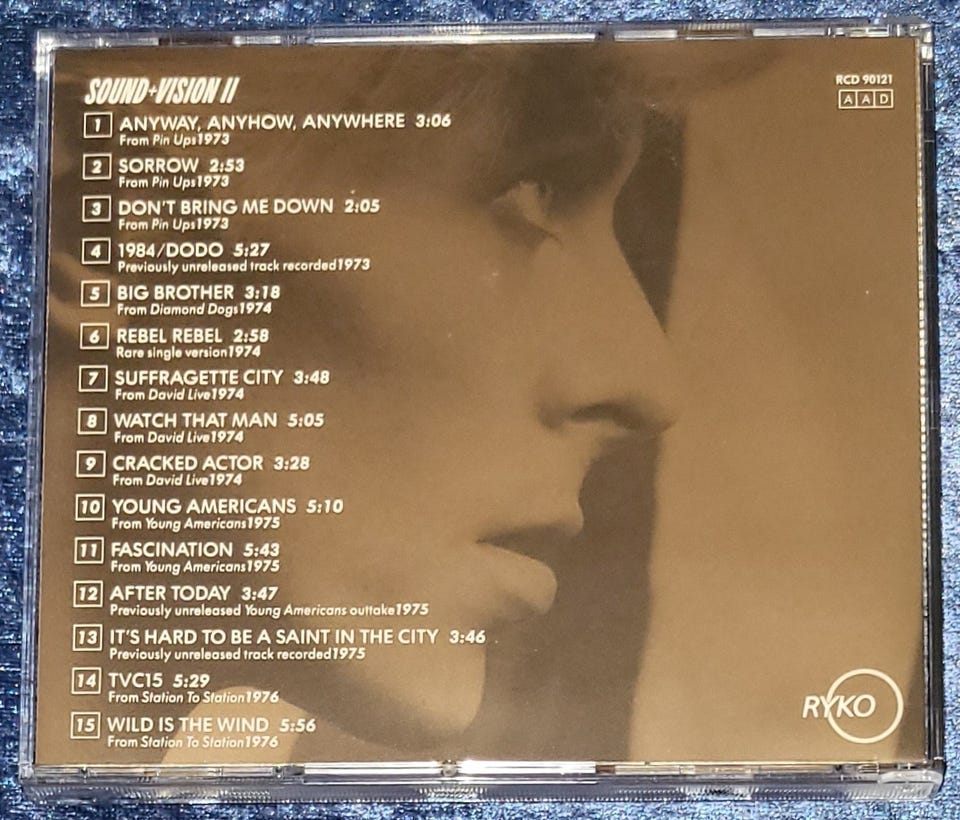 SOUND+VISION II
RCD 90121
A A D
1 ANYWAY, ANYHOW, ANYWHERE 3:06
From Pin Ups1973
2 SORROW 2:53
From Pin Ups1973
3 DON'T BRING ME DOWN 2:05
From Pin Ups1973
4 1984/DODO 5:27
Previously unreleased track recorded1973
5 BIG BROTHER 3:18
From Diamond Dogs1974
6 REBEL REBEL 2:58
Rare single version1974
7 SUFFRAGETTE CITY 3:48
From David Live1974
8 WATCH THAT MAN 5:05
From David Live1974
9 CRACKED ACTOR 3:28
From David Live1974
10 YOUNG AMERICANS 5:10
From Young Americans1975
11 FASCINATION 5:43
From Young Americans1975
12 AFTER TODAY 3:47
Previously unreleased Young Americans outtake1975
13 IT'S HARD TO BE A SAINT IN THE CITY 3:46
Previously unreleased track recorded1975
14 TVC15 5:29
From Station To Station1976
15 WILD IS THE WIND 5:56
From Station To Station1976
RYKO